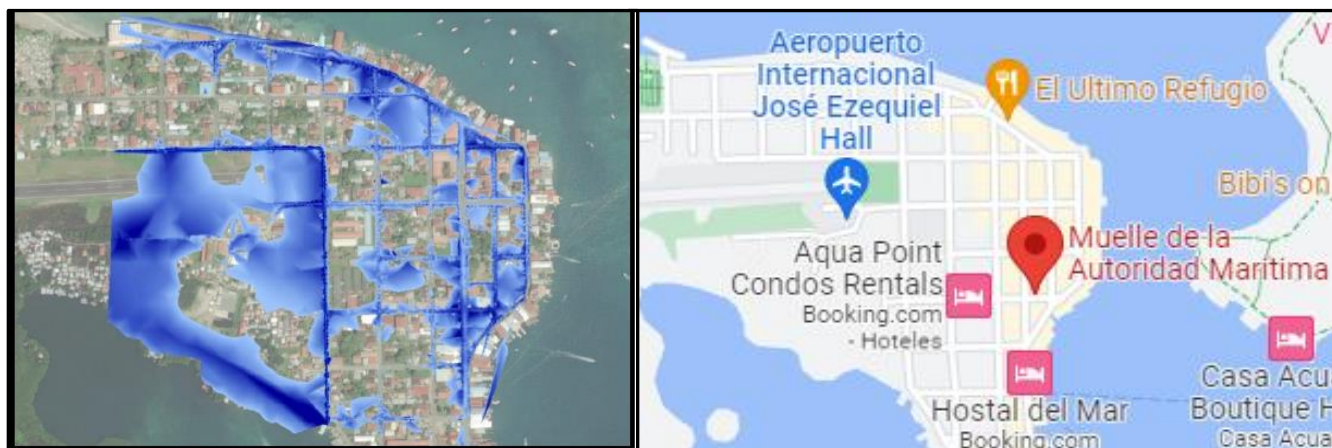 Aeropuerto
Internacional
José Ezequiel
Hall
El Ultimo Refugio
Bibi's on
Aqua Point
Condos Rentals
Booking.com
- Hoteles
Muelle de la
Autoridad Marítima
Hostal del Mar
Booking.com
Casa Acua
Boutique H
Casa Acua
V